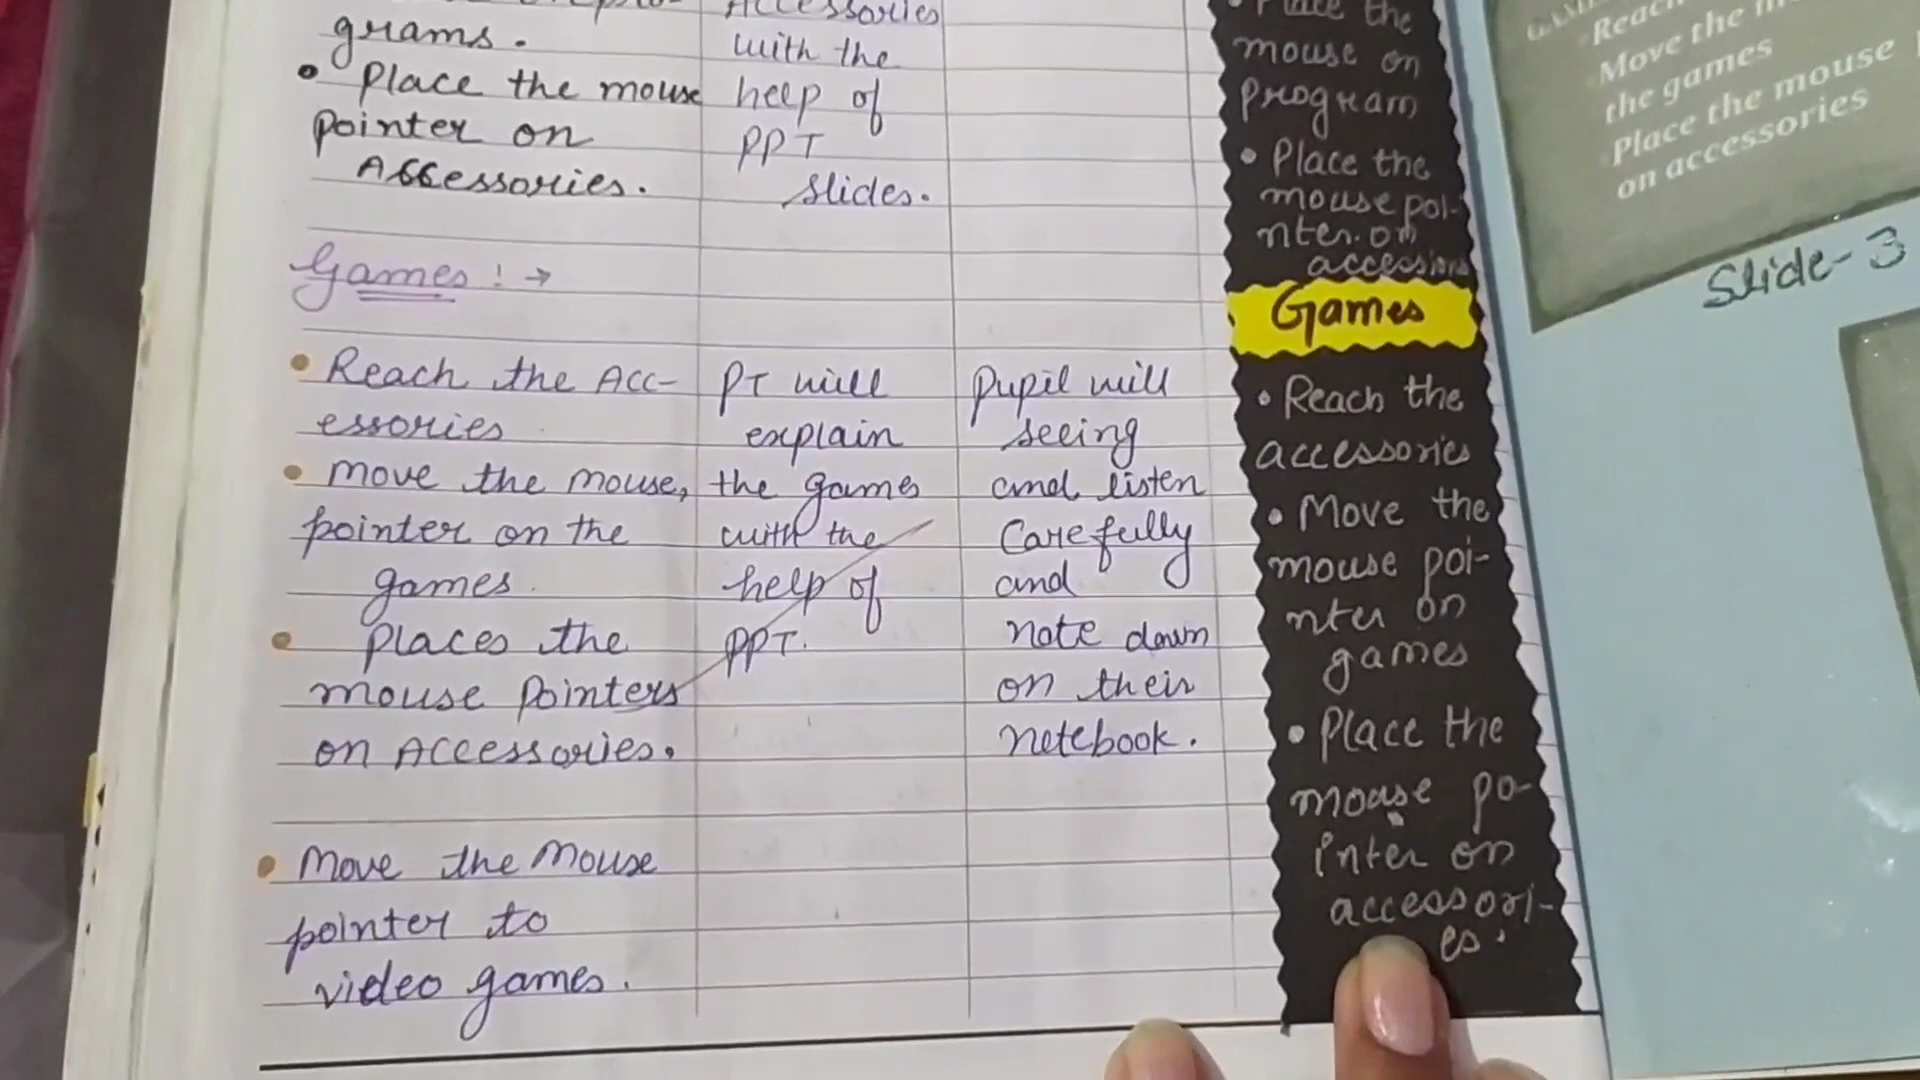 grams.
• Place the mouse
pointer on
Accessories.
Games :→
• Reach the Acc-
essories
• Move the mouse,
pointer on the
games.
• Places the
mouse Pointers
on Accessories.
• Move the Mouse
pointer to
video games.
Accessories
with the
help of
PPT
slides.
PT will
explain
the games
with the
help of
PPT.
Pupil will
seeing
and listen
Carefully
and
note down
on their
notebook.
• Place the
mouse on
program
• Place the
mouse poi-
nter on
Games
• Reach the
accessories
• Move the
mouse poi-
nter on
games
• Place the
mouse po-
inter on
accessori-
es.
Reach
Move the
the games
Place the mouse
on accessories
Slide-3